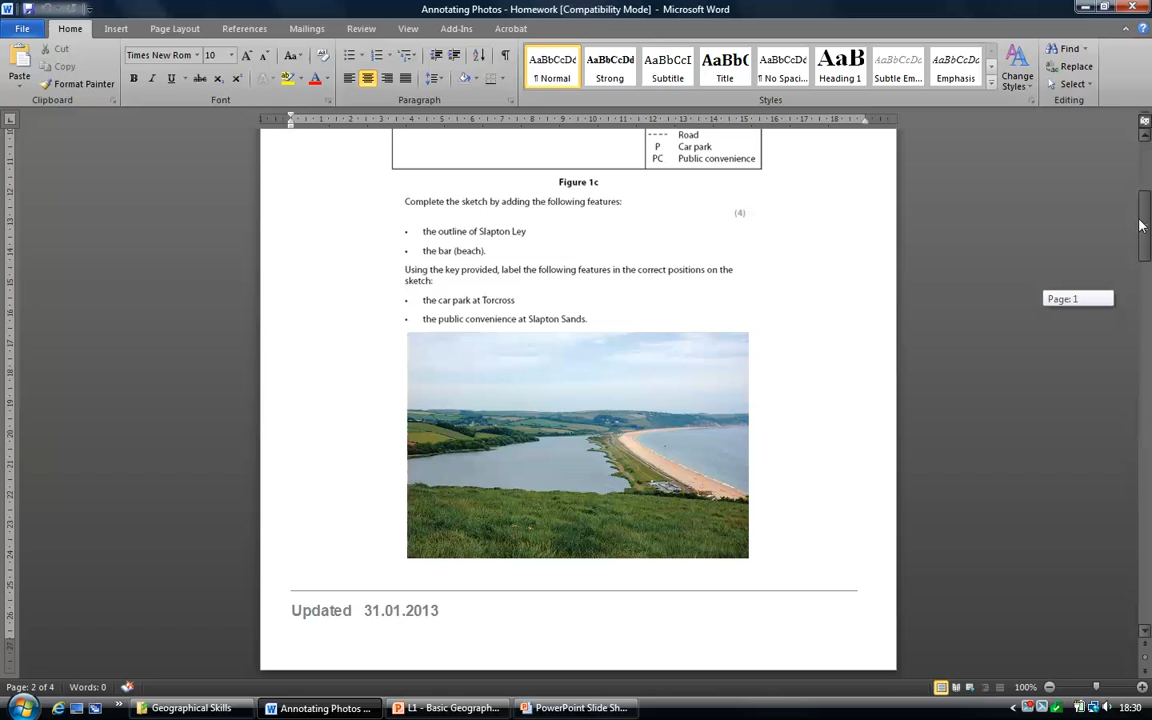 Annotating Photos - Homework [Compatibility Mode] - Microsoft Word
File Home Insert Page Layout References Mailings Review View Add-Ins Acrobat
Paste
Cut
Copy
Format Painter
Clipboard
Times New Rom 10
Font
Paragraph
AaBbCcDc AaBbCcDc AaBbCcI AaBbC AaBbCcDc AaB AaBbCcDc AaBbCcDc
¶ Normal Strong Subtitle Title ¶ No Spaci... Heading 1 Subtle Em... Emphasis
Change Styles
Styles
Find
Replace
Select
Editing
---- Road
P Car park
PC Public convenience
Figure 1c
Complete the sketch by adding the following features:
(4)
• the outline of Slapton Ley
• the bar (beach).
Using the key provided, label the following features in the correct positions on the
sketch:
• the car park at Torcross
• the public convenience at Slapton Sands.
Page: 1
Updated 31.01.2013
Page: 2 of 4 Words: 0 100%
Geographical Skills Annotating Photos ... L1 - Basic Geograph... PowerPoint Slide Sh... 18:30